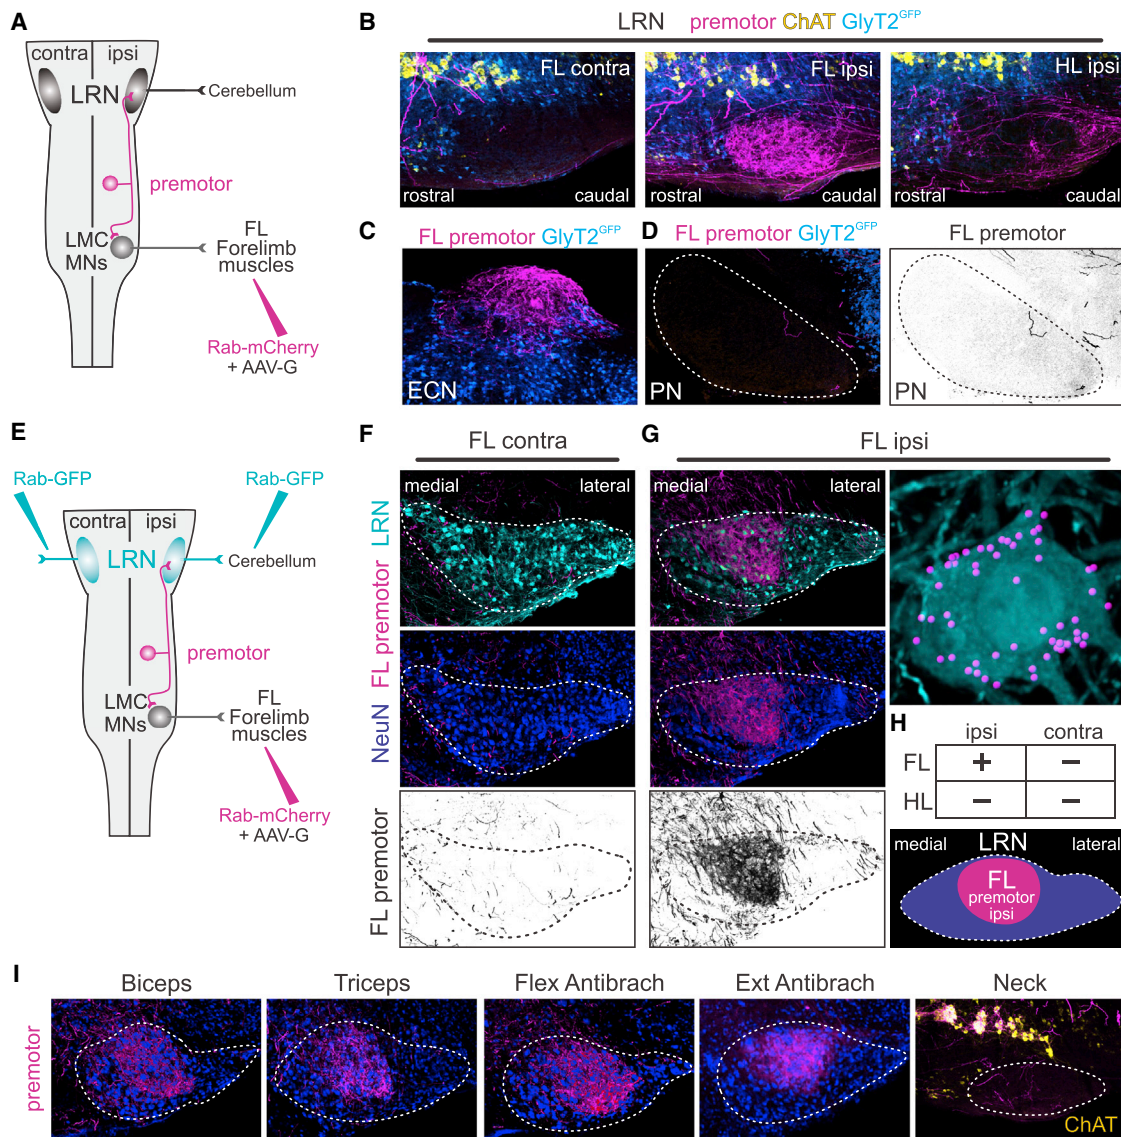 A
contra ipsi
LRN
Cerebellum
premotor
LMC
MNs
FL
Forelimb
muscles
Rab-mCherry
+ AAV-G
B
LRN premotor ChAT GlyT2GFP
FL contra
rostral caudal
FL ipsi
rostral caudal
HL ipsi
rostral caudal
C
FL premotor GlyT2GFP
ECN
D
FL premotor GlyT2GFP
PN
FL premotor
PN
E
Rab-GFP
Rab-GFP
contra ipsi
LRN
Cerebellum
premotor
LMC
MNs
FL
Forelimb
muscles
Rab-mCherry
+ AAV-G
F
FL contra
medial lateral
NeuN FL premotor LRN
FL premotor
G
FL ipsi
medial lateral
H
ipsi contra
FL + −
HL − −
medial LRN lateral
FL
premotor
ipsi
I
premotor
Biceps
Triceps
Flex Antibrach
Ext Antibrach
Neck
ChAT